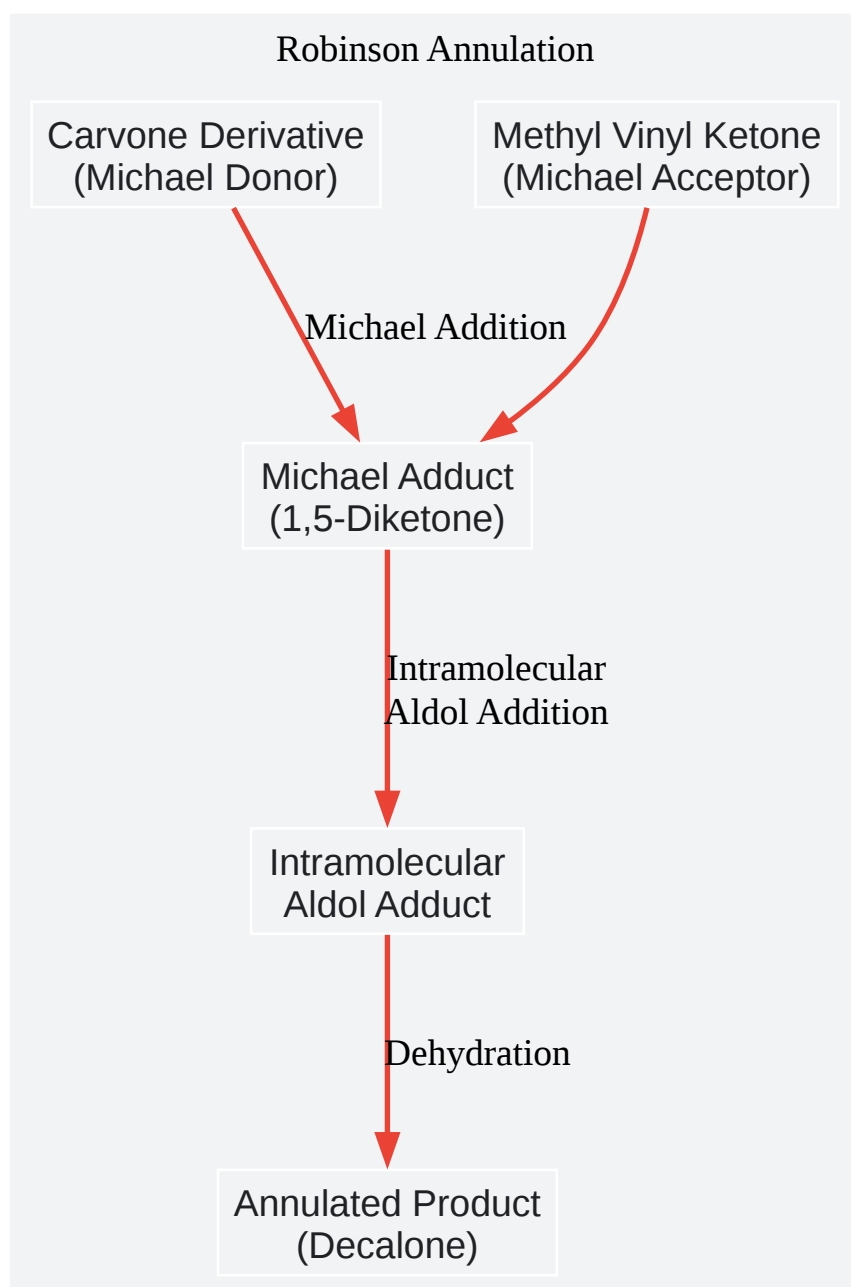 Robinson Annulation
Carvone Derivative
(Michael Donor)
Methyl Vinyl Ketone
(Michael Acceptor)
Michael Addition
Michael Adduct
(1,5-Diketone)
Intramolecular
Aldol Addition
Intramolecular
Aldol Adduct
Dehydration
Annulated Product
(Decalone)